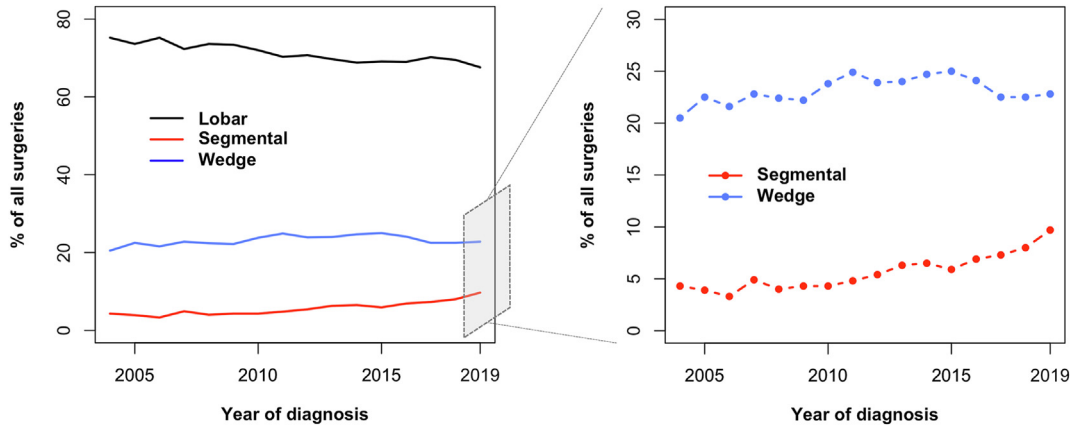 % of all surgeries
80
60
40
20
0
Lobar
Segmental
Wedge
2005
2010
2015
2019
Year of diagnosis
% of all surgeries
30
25
20
15
10
5
0
Segmental
Wedge
2005
2010
2015
2019
Year of diagnosis